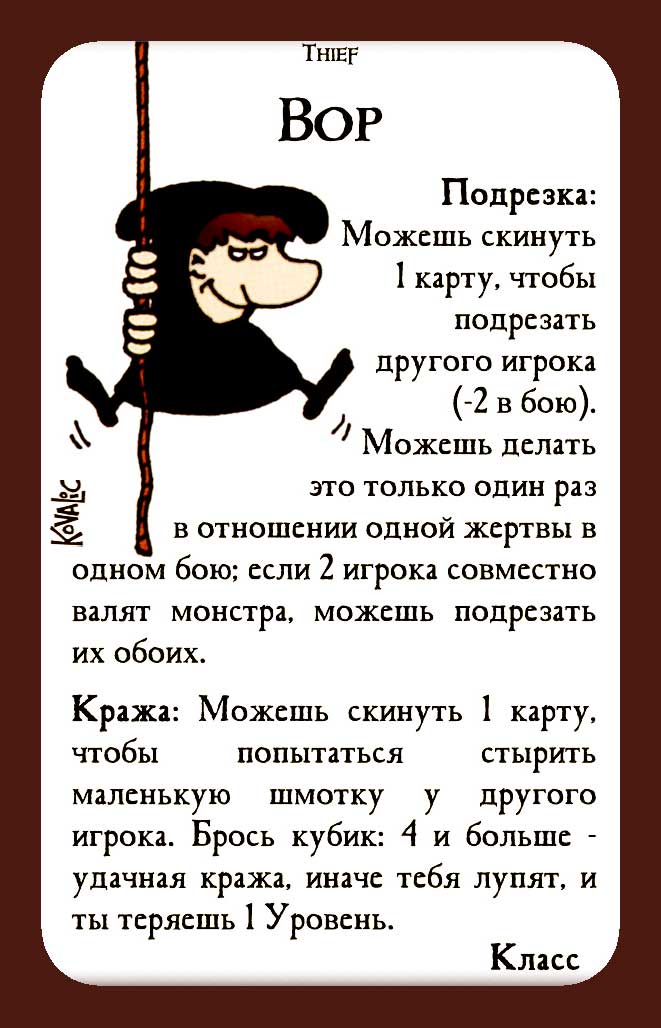 Thief
Вор
Подрезка:
Можешь скинуть
1 карту, чтобы
подрезать
другого игрока
(-2 в бою).
Можешь делать
это только один раз
в отношении одной жертвы в
одном бою; если 2 игрока совместно
валят монстра, можешь подрезать
их обоих.
Kovalic
Кража: Можешь скинуть 1 карту,
чтобы попытаться стырить
маленькую шмотку у другого
игрока. Брось кубик: 4 и больше -
удачная кража, иначе тебя лупят, и
ты теряешь 1 Уровень.
Класс